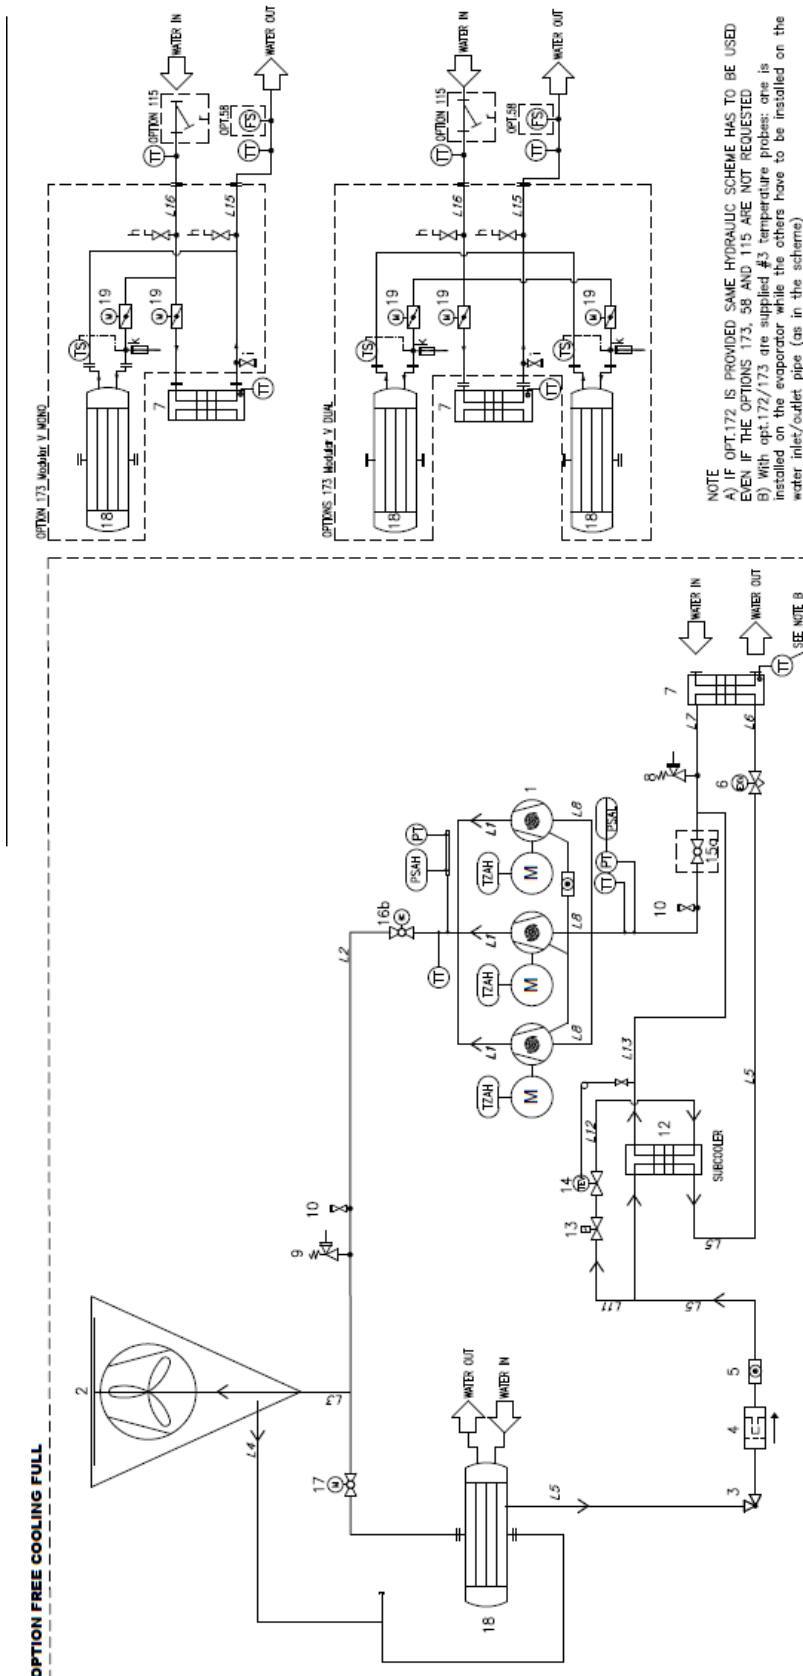 OPTION FREE COOLING FULL
2
L4
L3
17
M
18
WATER OUT
WATER IN
L5
3
4
5
9
10
L2
16b
TT
PSAH
PT
L1
L1
L1
TZAH
TZAH
TZAH
M
M
M
1
L8
L8
L8
TT
PT
PSAL
10
15a
8
L7
7
WATER IN
WATER OUT
L6
TT
SEE NOTE B
6
EXV
L5
L11
L5
13
14
TEV
L12
L13
12
SUBCOOLER
L5
OPTION 173 Modular V MONO
18
TS
k
M
19
M
19
h
h
i
7
TT
L16
L15
TT
OPTION 115
r
WATER IN
TT
OPT.58
FS
WATER OUT
OPTIONS 173 Modular V DUAL
18
TS
k
M
19
M
19
h
h
i
7
TT
L16
L15
TT
OPTION 115
r
WATER IN
TT
OPT.58
FS
WATER OUT
18
TS
k
M
19
NOTE
A) IF OPT.172 IS PROVIDED SAME HYDRAULIC SCHEME HAS TO BE USED
EVEN IF THE OPTIONS 173, 58 AND 115 ARE NOT REQUESTED
B) With opt.172/173 are supplied #3 temperature probes: one is
installed on the evaporator while the others have to be installed on the
water inlet/outlet pipe (as in the scheme)